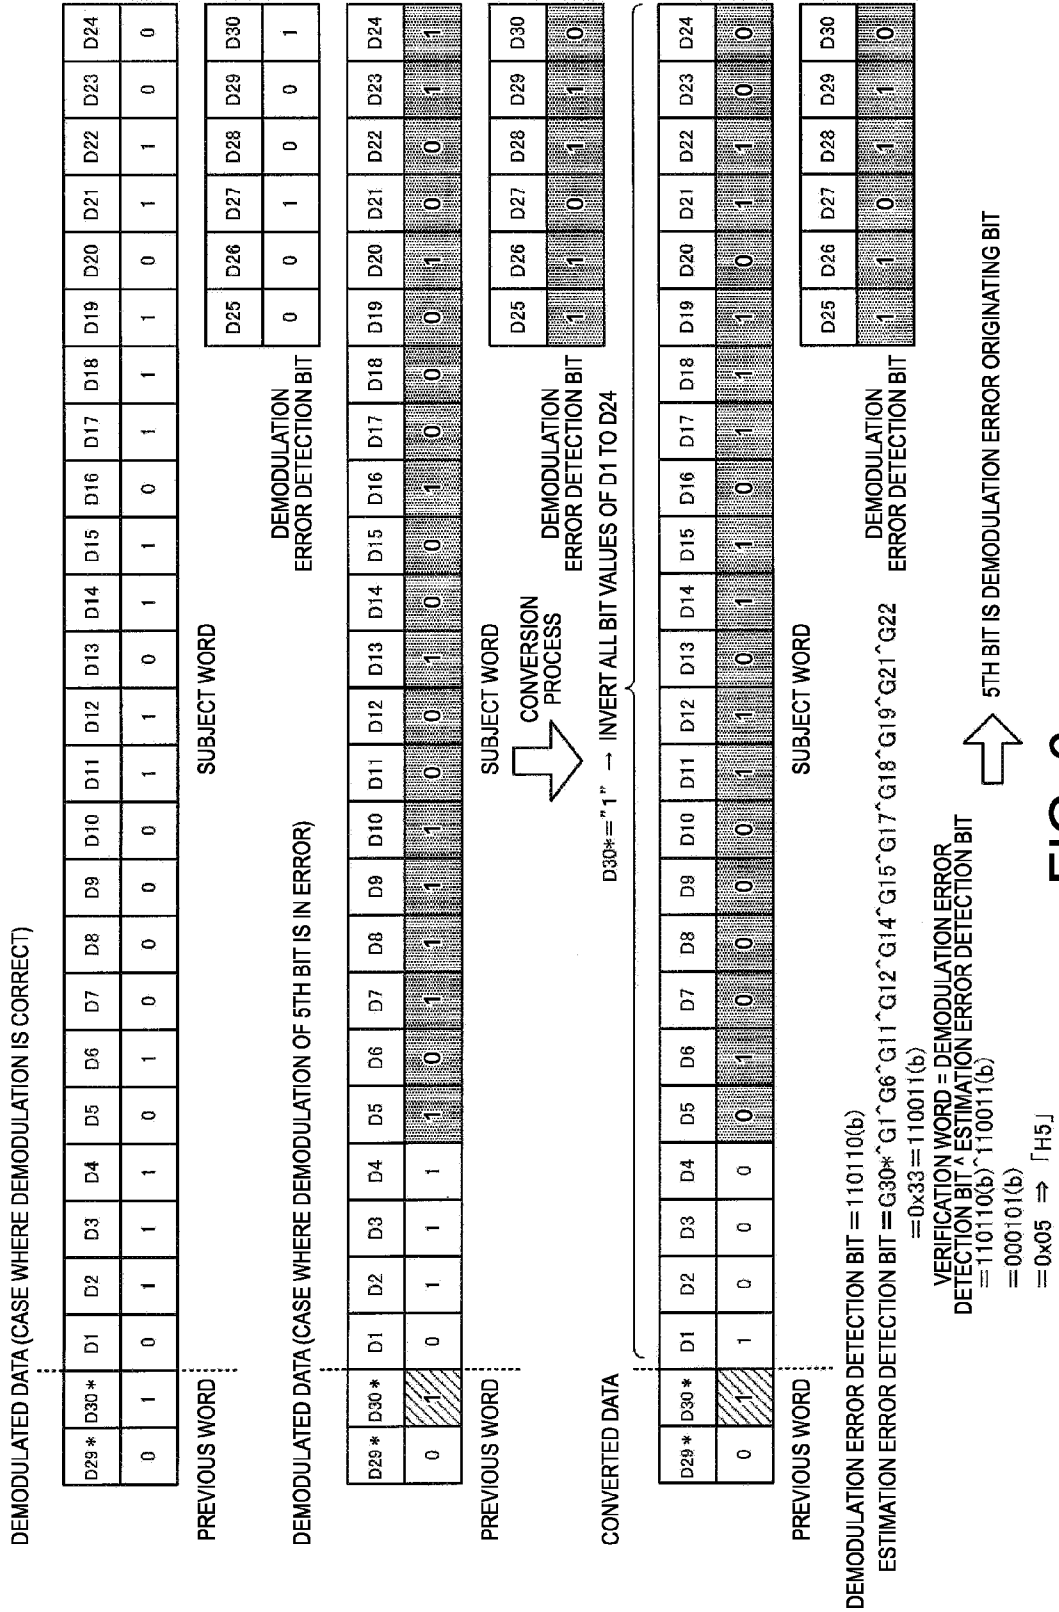 DEMODULATED DATA (CASE WHERE DEMODULATION IS CORRECT)
D29* D30* D1 D2 D3 D4 D5 D6 D7 D8 D9 D10 D11 D12 D13 D14 D15 D16 D17 D18 D19 D20 D21 D22 D23 D24
0 1 0 1 1 1 0 1 0 0 0 0 1 1 0 1 1 0 1 1 1 0 1 1 0 0
PREVIOUS WORD
SUBJECT WORD
D25 D26 D27 D28 D29 D30
0 0 1 0 0 1
DEMODULATION
ERROR DETECTION BIT
DEMODULATED DATA (CASE WHERE DEMODULATION OF 5TH BIT IS IN ERROR)
D29* D30* D1 D2 D3 D4 D5 D6 D7 D8 D9 D10 D11 D12 D13 D14 D15 D16 D17 D18 D19 D20 D21 D22 D23 D24
0 1 0 1 1 1 1 0 1 1 1 1 0 0 1 0 0 1 0 0 0 1 0 0 1 1
PREVIOUS WORD
SUBJECT WORD
D25 D26 D27 D28 D29 D30
1 1 0 1 1 0
DEMODULATION
ERROR DETECTION BIT
CONVERSION
PROCESS
D30*="1" → INVERT ALL BIT VALUES OF D1 TO D24
CONVERTED DATA
D29* D30* D1 D2 D3 D4 D5 D6 D7 D8 D9 D10 D11 D12 D13 D14 D15 D16 D17 D18 D19 D20 D21 D22 D23 D24
0 1 1 0 0 0 0 1 0 0 0 0 1 1 0 1 1 0 1 1 1 0 1 1 0 0
PREVIOUS WORD
SUBJECT WORD
D25 D26 D27 D28 D29 D30
1 1 0 1 1 0
DEMODULATION
ERROR DETECTION BIT
DEMODULATION ERROR DETECTION BIT =110110(b)
ESTIMATION ERROR DETECTION BIT =G30*^G1^G6^G11^G12^G14^G15^G17^G18^G19^G21^G22
=0x33=110011(b)
VERIFICATION WORD = DEMODULATION ERROR
DETECTION BIT ^ ESTIMATION ERROR DETECTION BIT
=110110(b)^110011(b)
=000101(b)
=0x05 ⇒ 「H5」
5TH BIT IS DEMODULATION ERROR ORIGINATING BIT